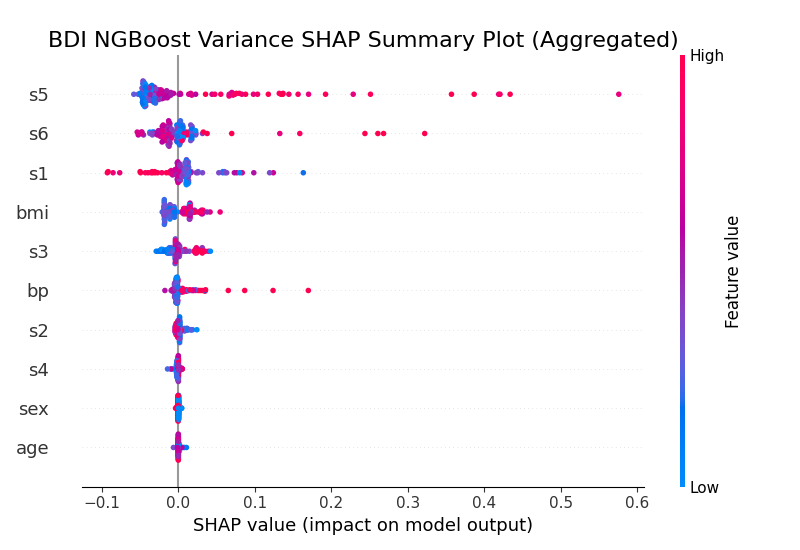 BDI NGBoost Variance SHAP Summary Plot (Aggregated)
High
s5
s6
s1
bmi
s3
bp
s2
s4
sex
age
Feature value
Low
−0.1 0.0 0.1 0.2 0.3 0.4 0.5 0.6
SHAP value (impact on model output)